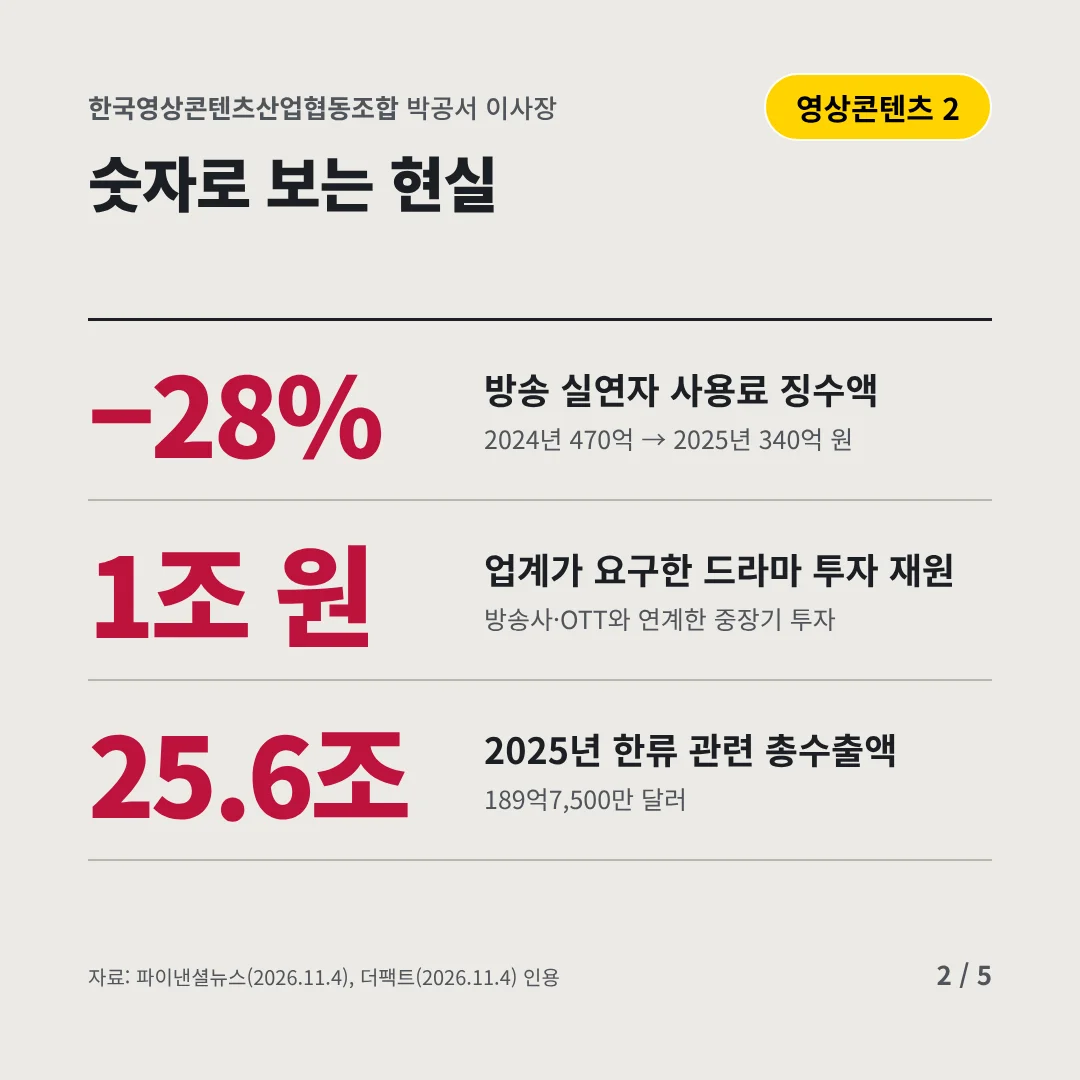 한국영상콘텐츠산업협동조합 박공서 이사장
영상콘텐츠 2
숫자로 보는 현실
–28%
방송 실연자 사용료 징수액
2024년 470억 → 2025년 340억 원
1조 원
업계가 요구한 드라마 투자 재원
방송사·OTT와 연계한 중장기 투자
25.6조
2025년 한류 관련 총수출액
189억7,500만 달러
자료: 파이낸셜뉴스(2026.11.4), 더팩트(2026.11.4) 인용
2 / 5